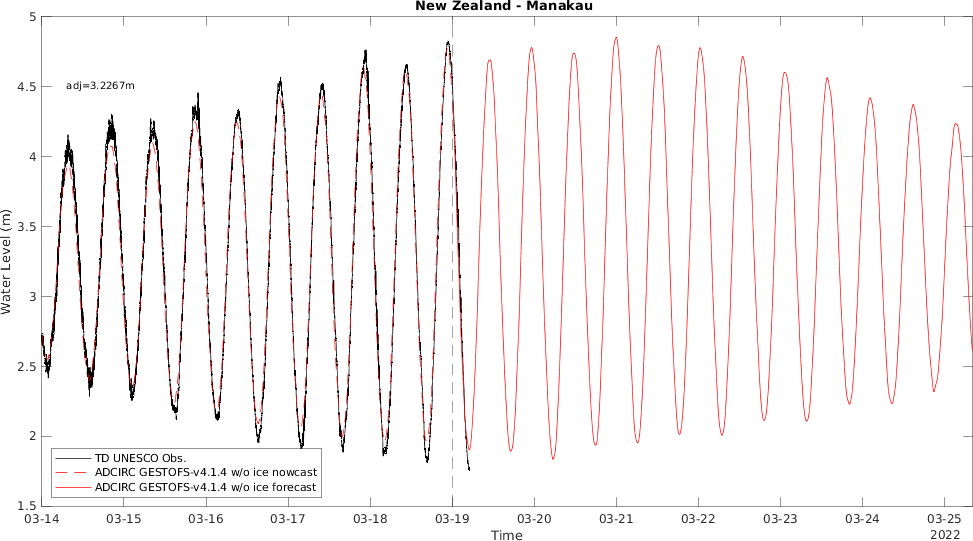 New Zealand - Manakau
5
adj=3.2267m
4.5
4
3.5
3
2.5
2
1.5
Water Level (m)
TD UNESCO Obs.
ADCIRC GESTOFS-v4.1.4 w/o ice nowcast
ADCIRC GESTOFS-v4.1.4 w/o ice forecast
03-14 03-15 03-16 03-17 03-18 03-19 03-20 03-21 03-22 03-23 03-24 03-25
2022
Time